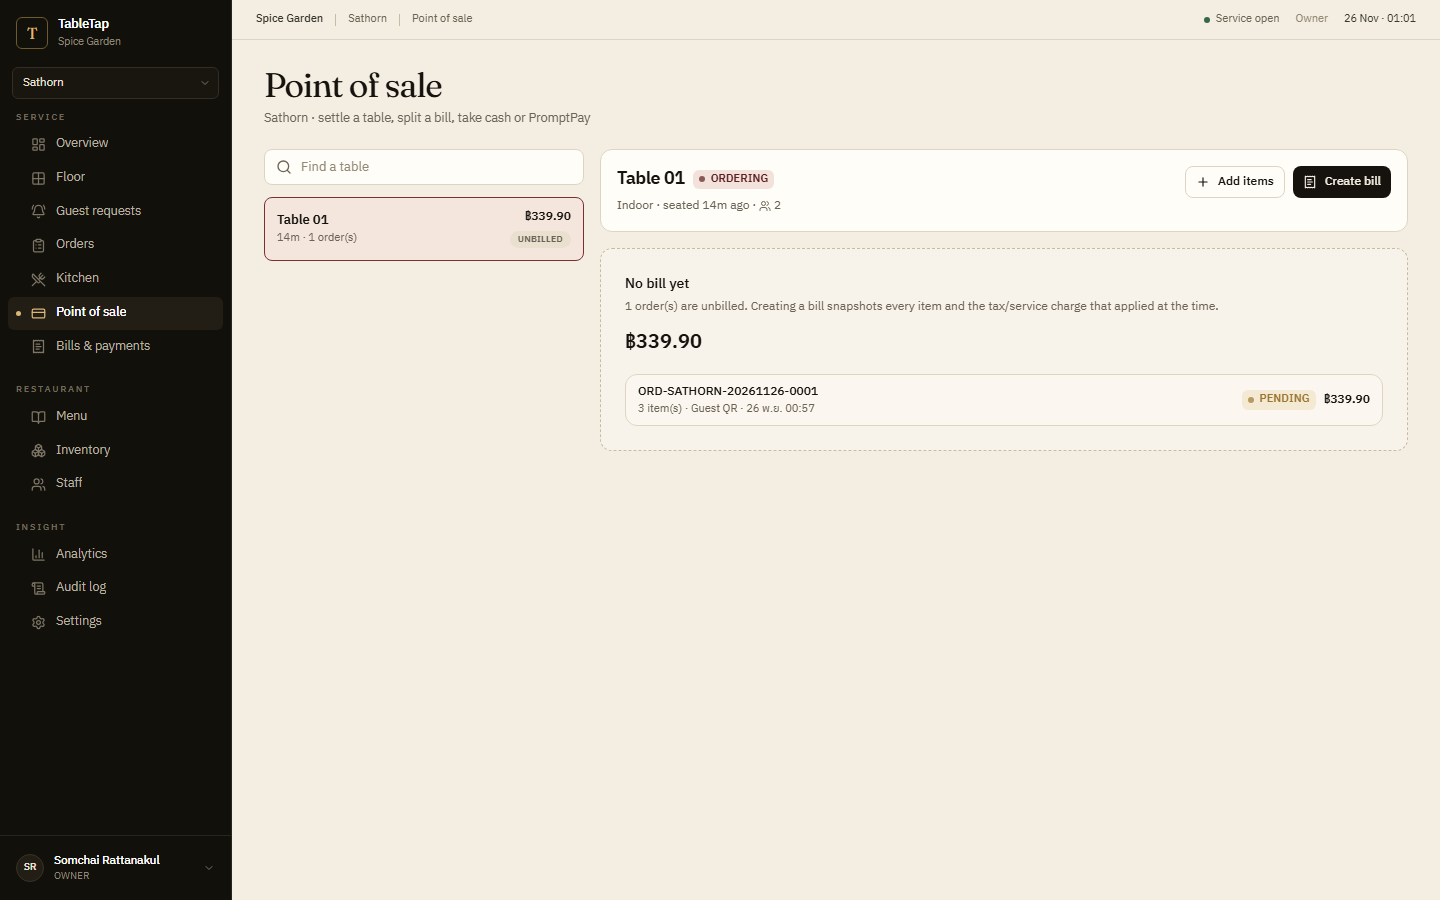 T
TableTap
Spice Garden
Sathorn
SERVICE
Overview
Floor
Guest requests
Orders
Kitchen
Point of sale
Bills & payments
RESTAURANT
Menu
Inventory
Staff
INSIGHT
Analytics
Audit log
Settings
SR
Somchai Rattanakul
OWNER
Spice Garden | Sathorn | Point of sale
Service open Owner 26 Nov · 01:01
Point of sale
Sathorn · settle a table, split a bill, take cash or PromptPay
Find a table
Table 01 ฿339.90
14m · 1 order(s) UNBILLED
Table 01 ORDERING
Indoor · seated 14m ago · 2
Add items
Create bill
No bill yet
1 order(s) are unbilled. Creating a bill snapshots every item and the tax/service charge that applied at the time.
฿339.90
ORD-SATHORN-20261126-0001
3 item(s) · Guest QR · 26 พ.ย. 00:57
PENDING ฿339.90